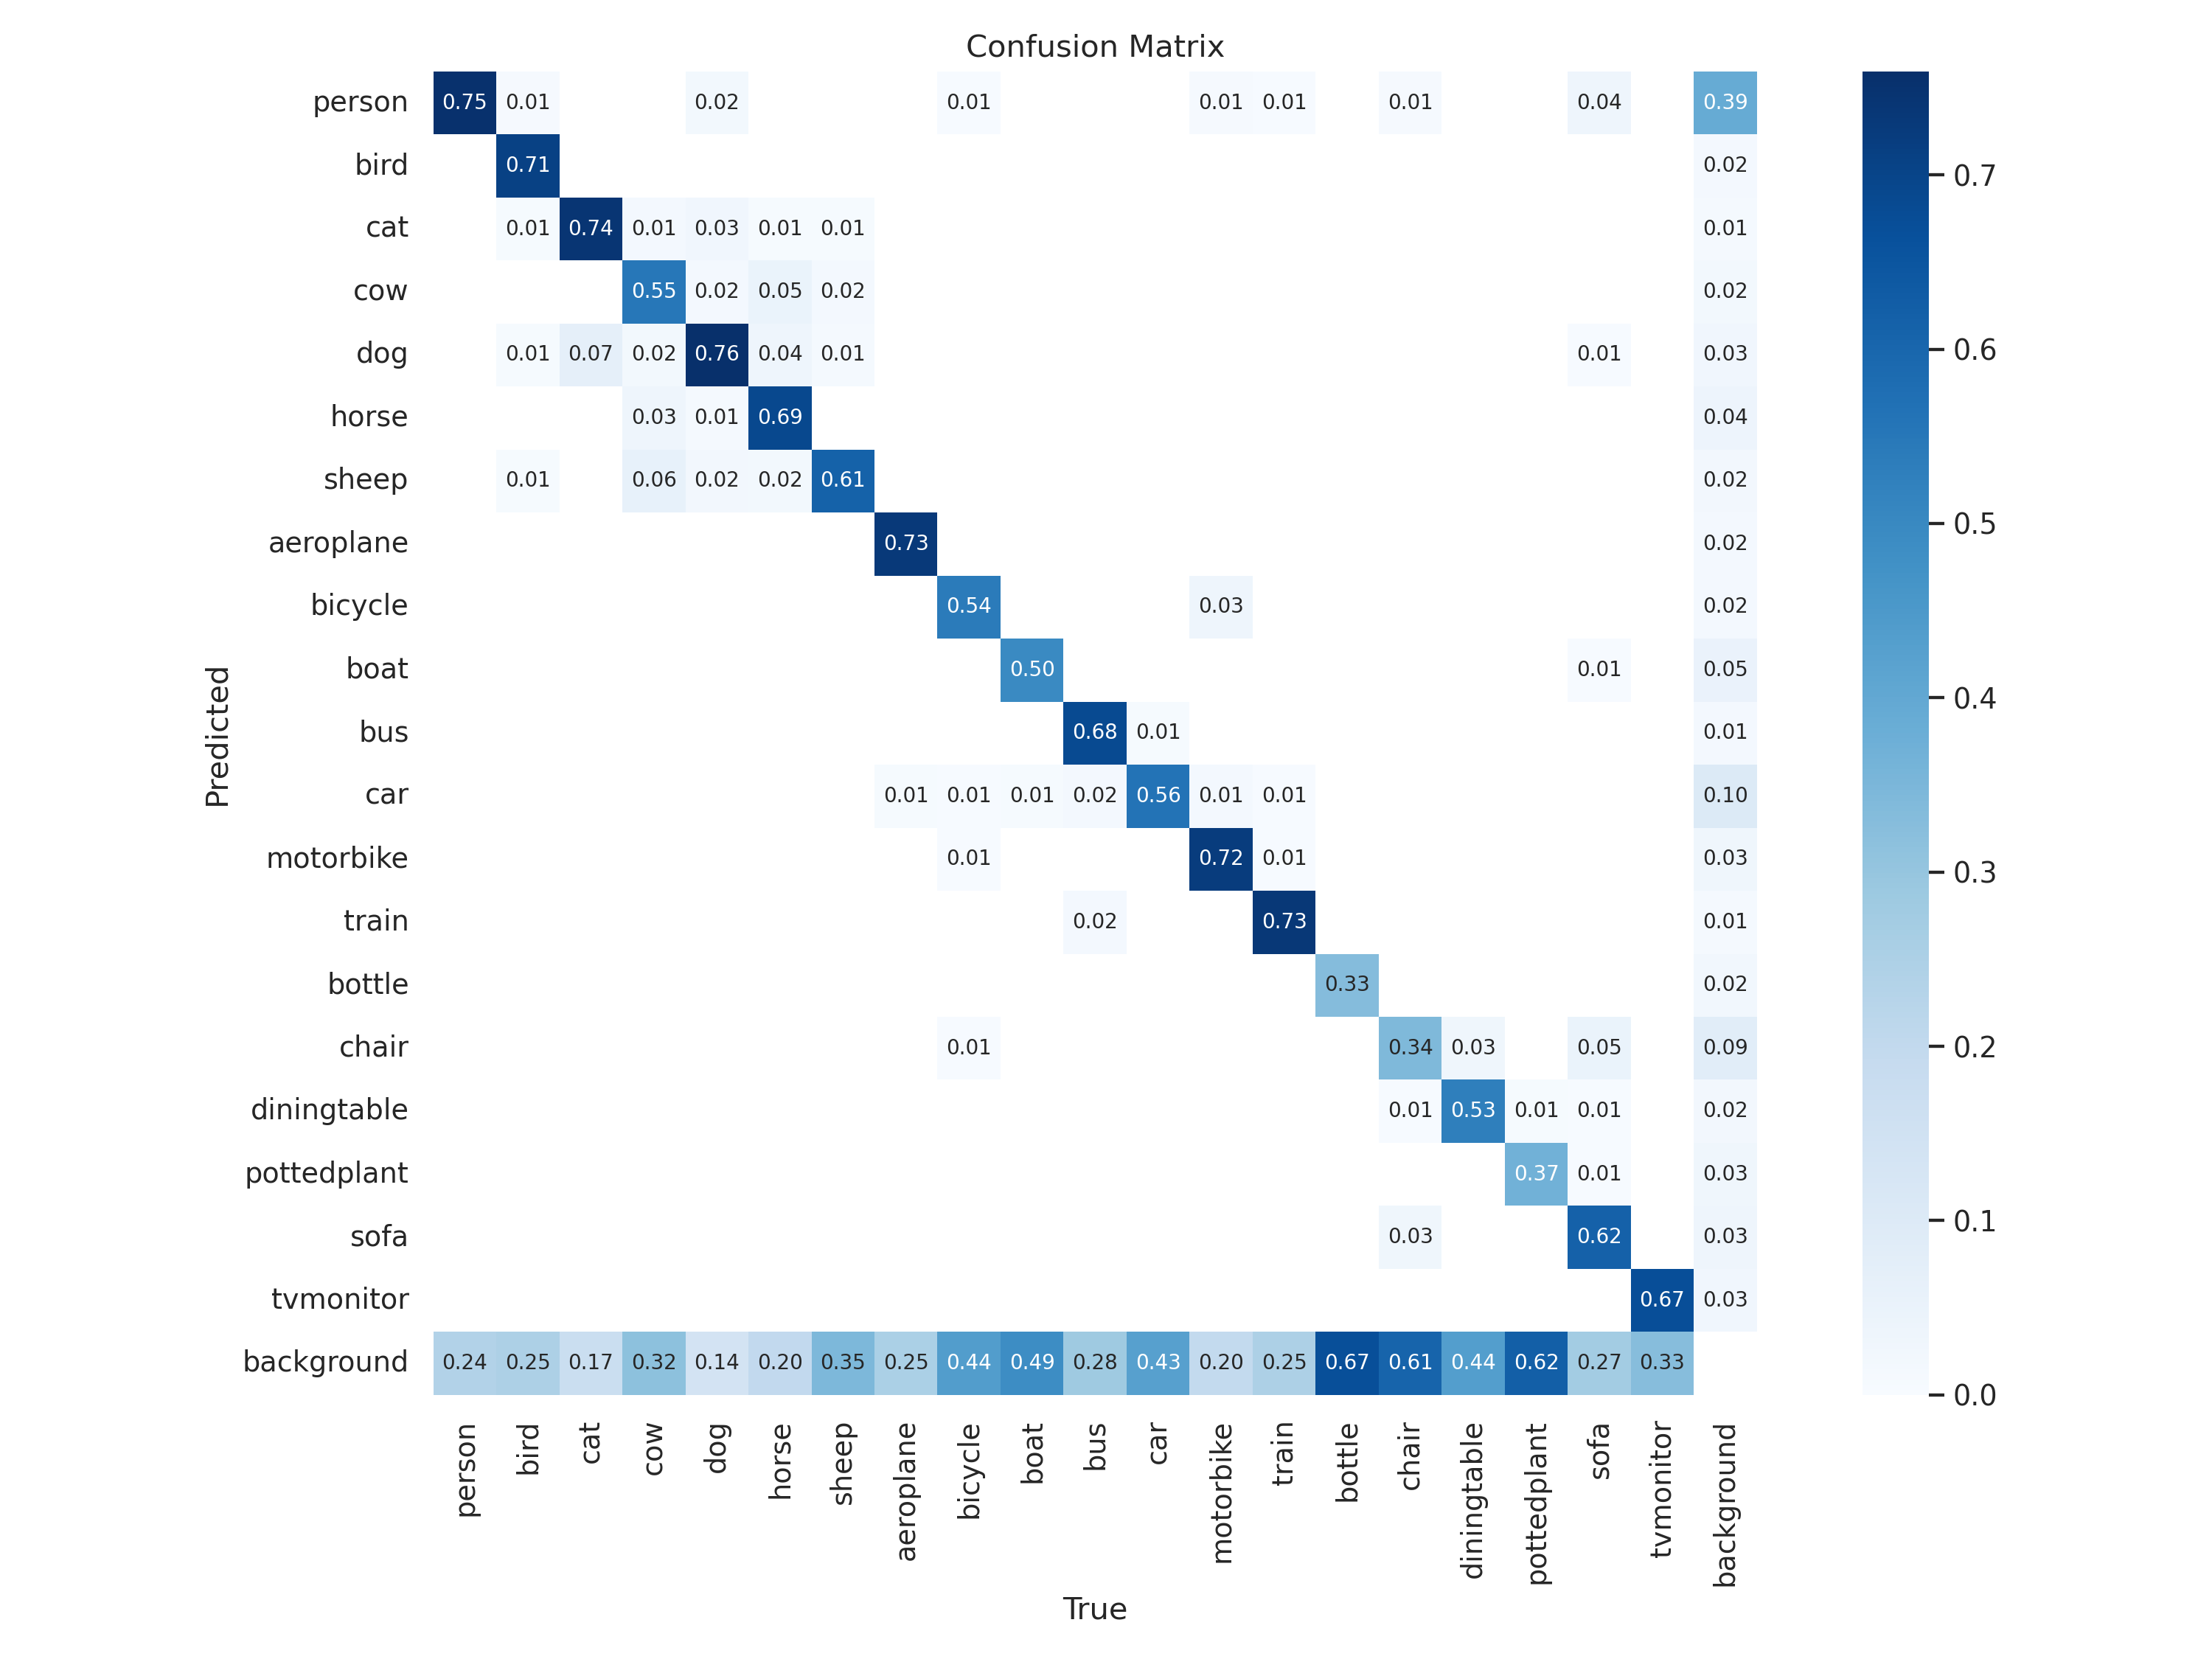 Confusion Matrix
person 0.75 0.01 0.02 0.01 0.01 0.01 0.01 0.04 0.39
bird 0.71 0.02 0.7
cat 0.01 0.74 0.01 0.03 0.01 0.01 0.01
cow 0.55 0.02 0.05 0.02 0.02
dog 0.01 0.07 0.02 0.76 0.04 0.01 0.01 0.03 0.6
horse 0.03 0.01 0.69 0.04
sheep 0.01 0.06 0.02 0.02 0.61 0.02
0.5
aeroplane 0.73 0.02
bicycle 0.54 0.03 0.02
boat 0.50 0.01 0.05
0.4
bus 0.68 0.01 0.01
Predicted
car 0.01 0.01 0.01 0.02 0.56 0.01 0.01 0.10
motorbike 0.01 0.72 0.01 0.03 0.3
train 0.02 0.73 0.01
bottle 0.33 0.02
chair 0.01 0.34 0.03 0.05 0.09 0.2
diningtable 0.01 0.53 0.01 0.01 0.02
pottedplant 0.37 0.01 0.03
sofa 0.03 0.62 0.03 0.1
tvmonitor 0.67 0.03
background 0.24 0.25 0.17 0.32 0.14 0.20 0.35 0.25 0.44 0.49 0.28 0.43 0.20 0.25 0.67 0.61 0.44 0.62 0.27 0.33
0.0
person bird cat cow dog horse sheep aeroplane bicycle boat bus car motorbike train bottle chair diningtable pottedplant sofa tvmonitor background
True